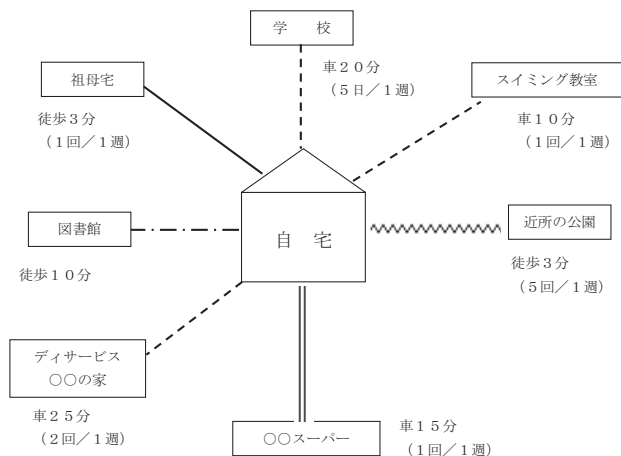 学　校
車２０分
（５日／１週）
祖母宅
徒歩３分
（１回／１週）
スイミング教室
車１０分
（１回／１週）
図書館
徒歩１０分
自　宅
近所の公園
徒歩３分
（５回／１週）
ディサービス
〇〇の家
車２５分
（２回／１週）
〇〇スーパー
車１５分
（１回／１週）